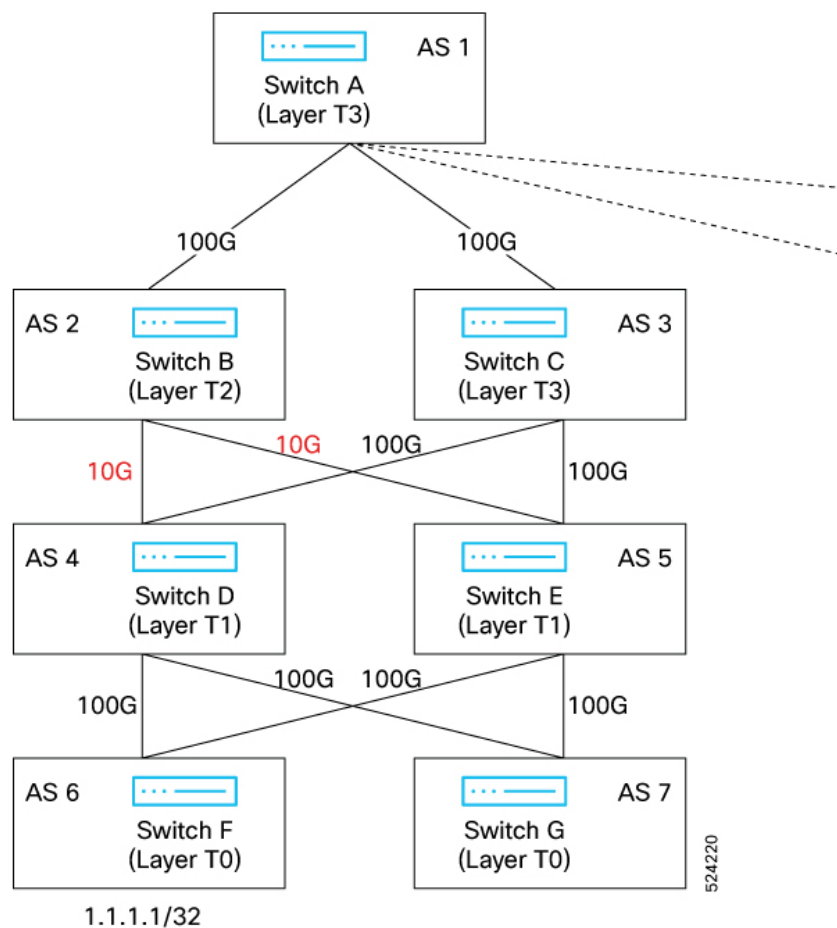 AS 1
Switch A
(Layer T3)
100G
100G
AS 2
Switch B
(Layer T2)
AS 3
Switch C
(Layer T3)
10G
100G
10G
100G
AS 4
Switch D
(Layer T1)
AS 5
Switch E
(Layer T1)
100G
100G
100G
100G
AS 6
Switch F
(Layer T0)
AS 7
Switch G
(Layer T0)
524220
1.1.1.1/32